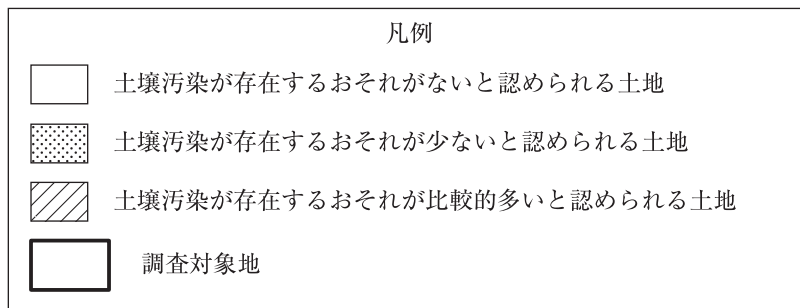 凡例
土壌汚染が存在するおそれがないと認められる土地
土壌汚染が存在するおそれが少ないと認められる土地
土壌汚染が存在するおそれが比較的多いと認められる土地
調査対象地